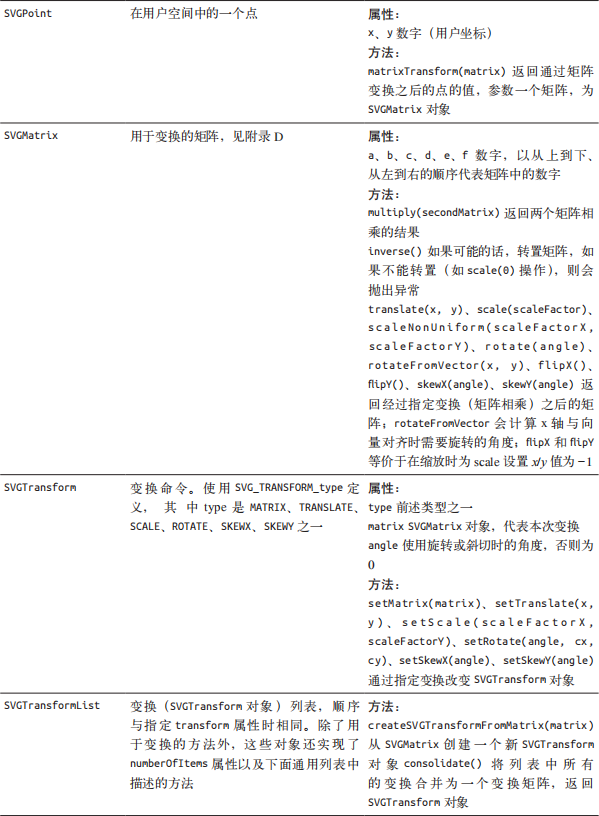 SVGPoint
在用户空间中的一个点
属性：
x、y 数字（用户坐标）
方法：
matrixTransform(matrix) 返回通过矩阵
变换之后的点的值，参数一个矩阵，为
SVGMatrix 对象
SVGMatrix
用于变换的矩阵，见附录 D
属性：
a、b、c、d、e、f 数字，以从上到下、
从左到右的顺序代表矩阵中的数字
方法：
multiply(secondMatrix) 返回两个矩阵相
乘的结果
inverse() 如果可能的话，转置矩阵，如
果不能转置（如 scale(0) 操作），则会
抛出异常
translate(x, y)、scale(scaleFactor)、
scaleNonUniform(scaleFactorX,
scaleFactorY)、rotate(angle)、
rotateFromVector(x, y)、flipX()、
flipY()、skewX(angle)、skewY(angle) 返
回经过指定变换（矩阵相乘）之后的矩
阵；rotateFromVector 会计算 x 轴与向
量对齐时需要旋转的角度；flipX 和 flipY
等价于在缩放时为 scale 设置 x/y 值为 −1
SVGTransform
变换命令。使用 SVG_TRANSFORM_type 定
义，其中 type 是 MATRIX、TRANSLATE、
SCALE、ROTATE、SKEWX、SKEWY 之一
属性：
type 前述类型之一
matrix SVGMatrix 对象，代表本次变换
angle 使用旋转或斜切时的角度，否则为
0
方法：
setMatrix(matrix)、setTranslate(x,
y)、setScale(scaleFactorX,
scaleFactorY)、setRotate(angle, cx,
cy)、setSkewX(angle)、setSkewY(angle)
通过指定变换改变 SVGTransform 对象
SVGTransformList
变换（SVGTransform 对象）列表，顺序
与指定 transform 属性时相同。除了用
于变换的方法外，这些对象还实现了
numberOfItems 属性以及下面通用列表中
描述的方法
方法：
createSVGTransformFromMatrix(matrix)
从 SVGMatrix 创建一个新 SVGTransform
对象 consolidate() 将列表中所有
的变换合并为一个变换矩阵，返回
SVGTransform 对象